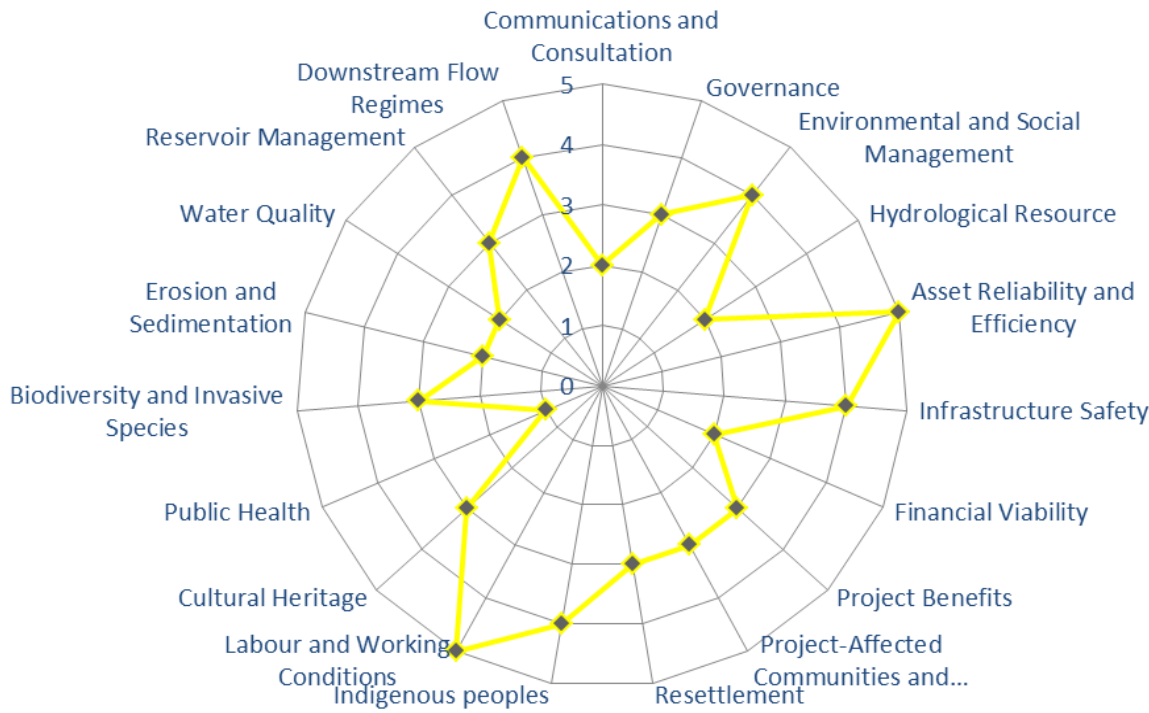 Communications and
Consultation
Governance
Environmental and Social
Management
Hydrological Resource
Asset Reliability and
Efficiency
Infrastructure Safety
Financial Viability
Project Benefits
Project-Affected
Communities and...
Resettlement
Indigenous peoples
Labour and Working
Conditions
Cultural Heritage
Public Health
Biodiversity and Invasive
Species
Erosion and
Sedimentation
Water Quality
Reservoir Management
Downstream Flow
Regimes
5
4
3
2
1
0